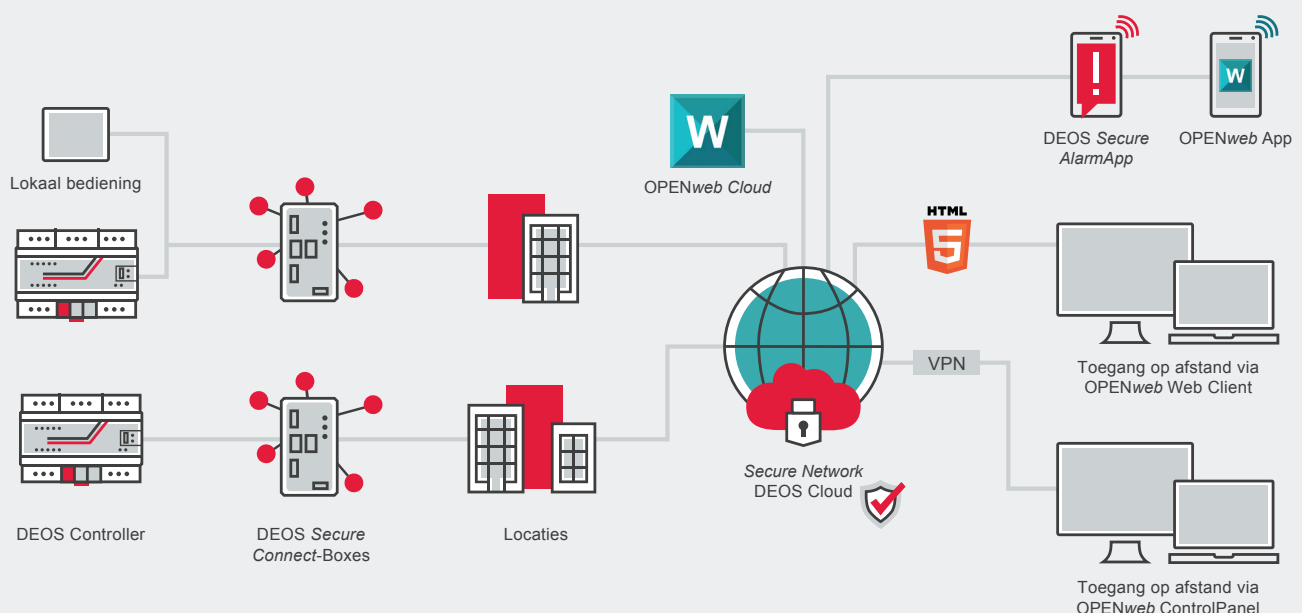 DEOS Secure
AlarmApp
OPENweb App
W
W
OPENweb Cloud
Lokaal bediening
HTML
5
VPN
Toegang op afstand via
OPENweb Web Client
Secure Network
DEOS Cloud
DEOS Controller
DEOS Secure
Connect-Boxes
Locaties
Toegang op afstand via
OPENweb ControlPanel